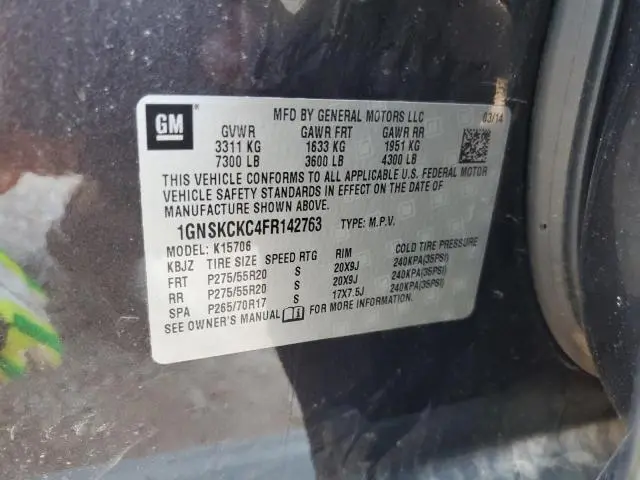 GM
MFD BY GENERAL MOTORS LLC 03/14
GVWR GAWR FRT GAWR RR
3311 KG 1633 KG 1951 KG
7300 LB 3600 LB 4300 LB
THIS VEHICLE CONFORMS TO ALL APPLICABLE U.S. FEDERAL MOTOR
VEHICLE SAFETY STANDARDS IN EFFECT ON THE DATE OF
MANUFACTURE SHOWN ABOVE.
1GNSKCKC4FR142763 TYPE: M.P.V.
MODEL: K15706
KBJZ TIRE SIZE SPEED RTG RIM COLD TIRE PRESSURE
FRT P275/55R20 S 20X9J 240KPA(35PSI)
RR P275/55R20 S 20X9J 240KPA(35PSI)
SPA P265/70R17 S 17X7.5J 240KPA(35PSI)
SEE OWNER'S MANUAL FOR MORE INFORMATION.